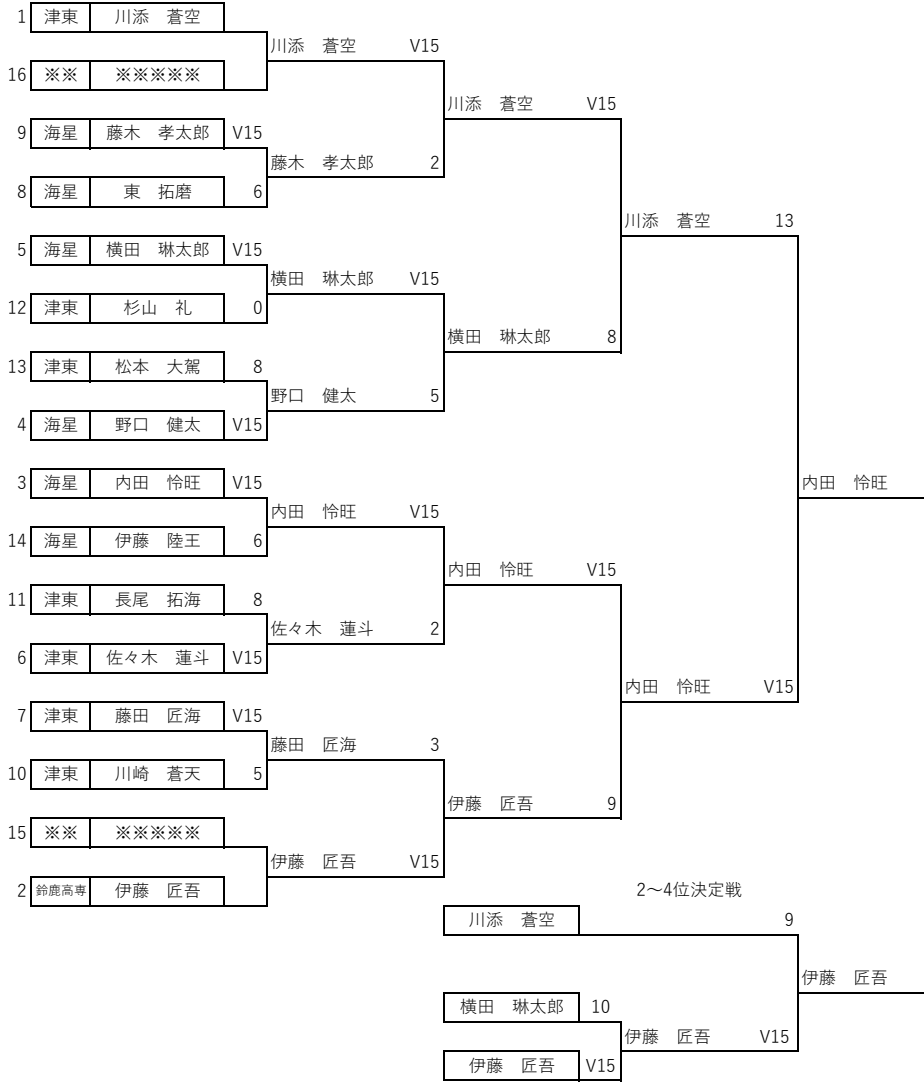 1 津東 川添　蒼空
川添　蒼空 V15
16 ※※ ※※※※※
川添　蒼空 V15
9 海星 藤木　孝太郎 V15
藤木　孝太郎 2
8 海星 東　拓磨 6
川添　蒼空 13
5 海星 横田　琳太郎 V15
横田　琳太郎 V15
12 津東 杉山　礼 0
横田　琳太郎 8
13 津東 松本　大駕 8
野口　健太 5
4 海星 野口　健太 V15
3 海星 内田　怜旺 V15
内田　怜旺
内田　怜旺 V15
14 海星 伊藤　陸王 6
内田　怜旺 V15
11 津東 長尾　拓海 8
佐々木　蓮斗 2
6 津東 佐々木　蓮斗 V15
内田　怜旺 V15
7 津東 藤田　匠海 V15
藤田　匠海 3
10 津東 川崎　蒼天 5
伊藤　匠吾 9
15 ※※ ※※※※※
伊藤　匠吾 V15
2 鈴鹿高専 伊藤　匠吾
2～4位決定戦
川添　蒼空 9
伊藤　匠吾
横田　琳太郎 10
伊藤　匠吾 V15
伊藤　匠吾 V15